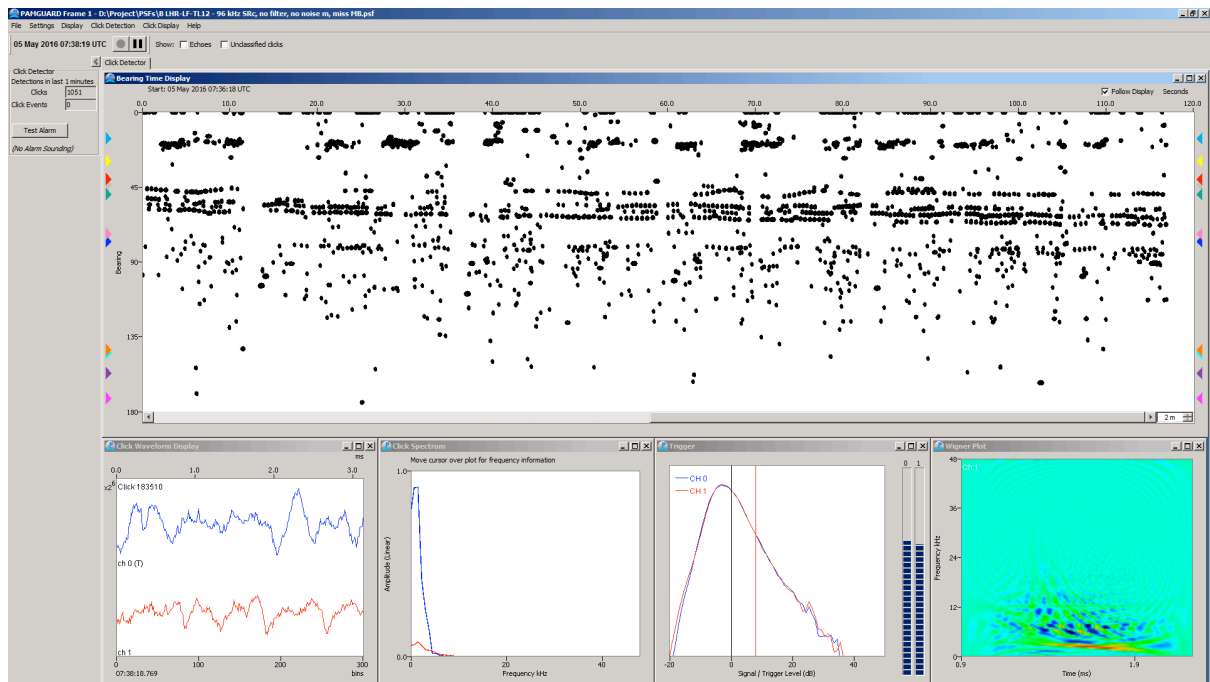 PAMGUARD Frame 1 - D:\Project\PSFs\B LHR-LF-TL12 - 96 kHz SRc, no filter, no noise m, miss MB.psf
File Settings Display Click Detection Click Display Help
05 May 2016 07:38:19 UTC Show: Echoes Unclassified clicks
Click Detector
Detections in last 1 minutes
Clicks 1051
Click Events 0
Test Alarm
(No Alarm Sounding)
Click Detector
Bearing Time Display
Start: 05 May 2016 07:36:18 UTC
Follow Display Seconds
0.0 10.0 20.0 30.0 40.0 50.0 60.0 70.0 80.0 90.0 100.0 110.0 120.0
0
45
90
135
180
Bearing
2 m
Click Waveform Display
ms
0.0 1.0 2.0 3.0
x2⁶ Click 183510
ch 0 (T)
ch 1
0 100 200 300
07:38:18.769 bins
Click Spectrum
Move cursor over plot for frequency information
1.0
Amplitude (Linear)
0.0
0 20 40
Frequency kHz
Trigger
CH 0
CH 1
0 1
-20 0 20 40
Signal / Trigger Level (dB)
Wigner Plot
Ch 1
48
36
24
12
0
Frequency kHz
0.9 1.9
Time (ms)